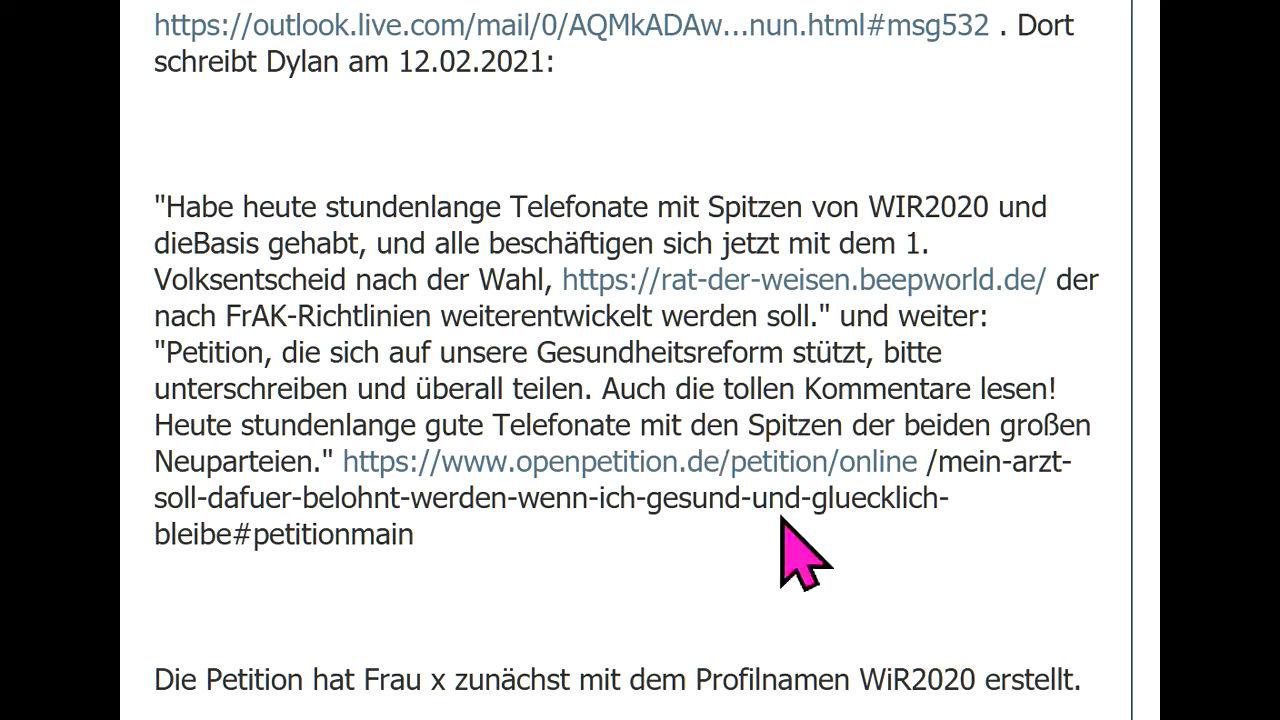 https://outlook.live.com/mail/0/AQMkADAw...nun.html#msg532 . Dort
schreibt Dylan am 12.02.2021:
"Habe heute stundenlange Telefonate mit Spitzen von WIR2020 und
dieBasis gehabt, und alle beschäftigen sich jetzt mit dem 1.
Volksentscheid nach der Wahl, https://rat-der-weisen.beepworld.de/ der
nach FrAK-Richtlinien weiterentwickelt werden soll." und weiter:
"Petition, die sich auf unsere Gesundheitsreform stützt, bitte
unterschreiben und überall teilen. Auch die tollen Kommentare lesen!
Heute stundenlange gute Telefonate mit den Spitzen der beiden großen
Neuparteien." https://www.openpetition.de/petition/online /mein-arzt-
soll-dafuer-belohnt-werden-wenn-ich-gesund-und-gluecklich-
bleibe#petitionmain
Die Petition hat Frau x zunächst mit dem Profilnamen WiR2020 erstellt.